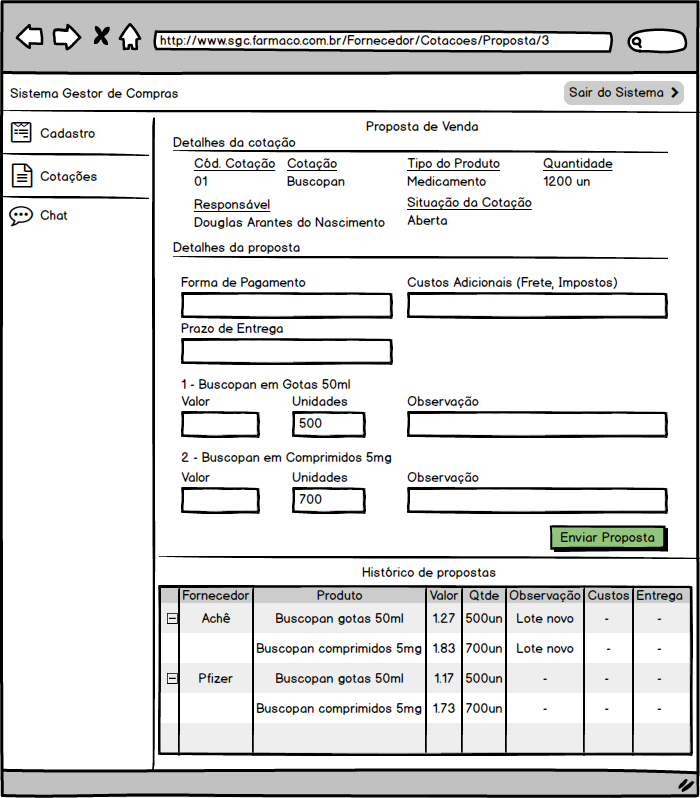 http://www.sgc.farmaco.com.br/Fornecedor/Cotacoes/Proposta/3
Sistema Gestor de Compras
Sair do Sistema
Cadastro
Cotações
Chat
Proposta de Venda
Detalhes da cotação
Cód. Cotação Cotação Tipo do Produto Quantidade
01 Buscopan Medicamento 1200 un
Responsável Situação da Cotação
Douglas Arantes do Nascimento Aberta
Detalhes da proposta
Forma de Pagamento Custos Adicionais (Frete, Impostos)
Prazo de Entrega
1 - Buscopan em Gotas 50ml
Valor Unidades Observação
500
2 - Buscopan em Comprimidos 5mg
Valor Unidades Observação
700
Enviar Proposta
Histórico de propostas
Fornecedor Produto Valor Qtde Observação Custos Entrega
Achê Buscopan gotas 50ml 1.27 500un Lote novo - -
Buscopan comprimidos 5mg 1.83 700un Lote novo - -
Pfizer Buscopan gotas 50ml 1.17 500un - - -
Buscopan comprimidos 5mg 1.73 700un - - -